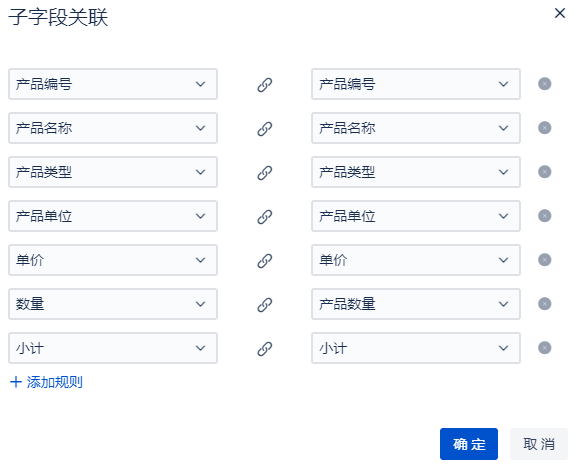 子字段关联
产品编号 产品编号
产品名称 产品名称
产品类型 产品类型
产品单位 产品单位
单价 单价
数量 产品数量
小计 小计
+ 添加规则
确定 取消